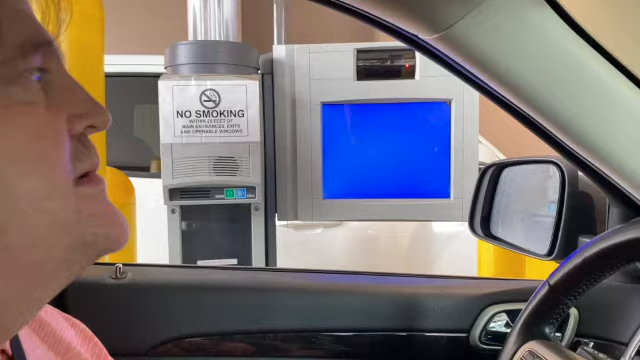 NO SMOKING
WITHIN 25 FEET OF
MAIN ENTRANCES, EXITS
AND OPERABLE WINDOWS